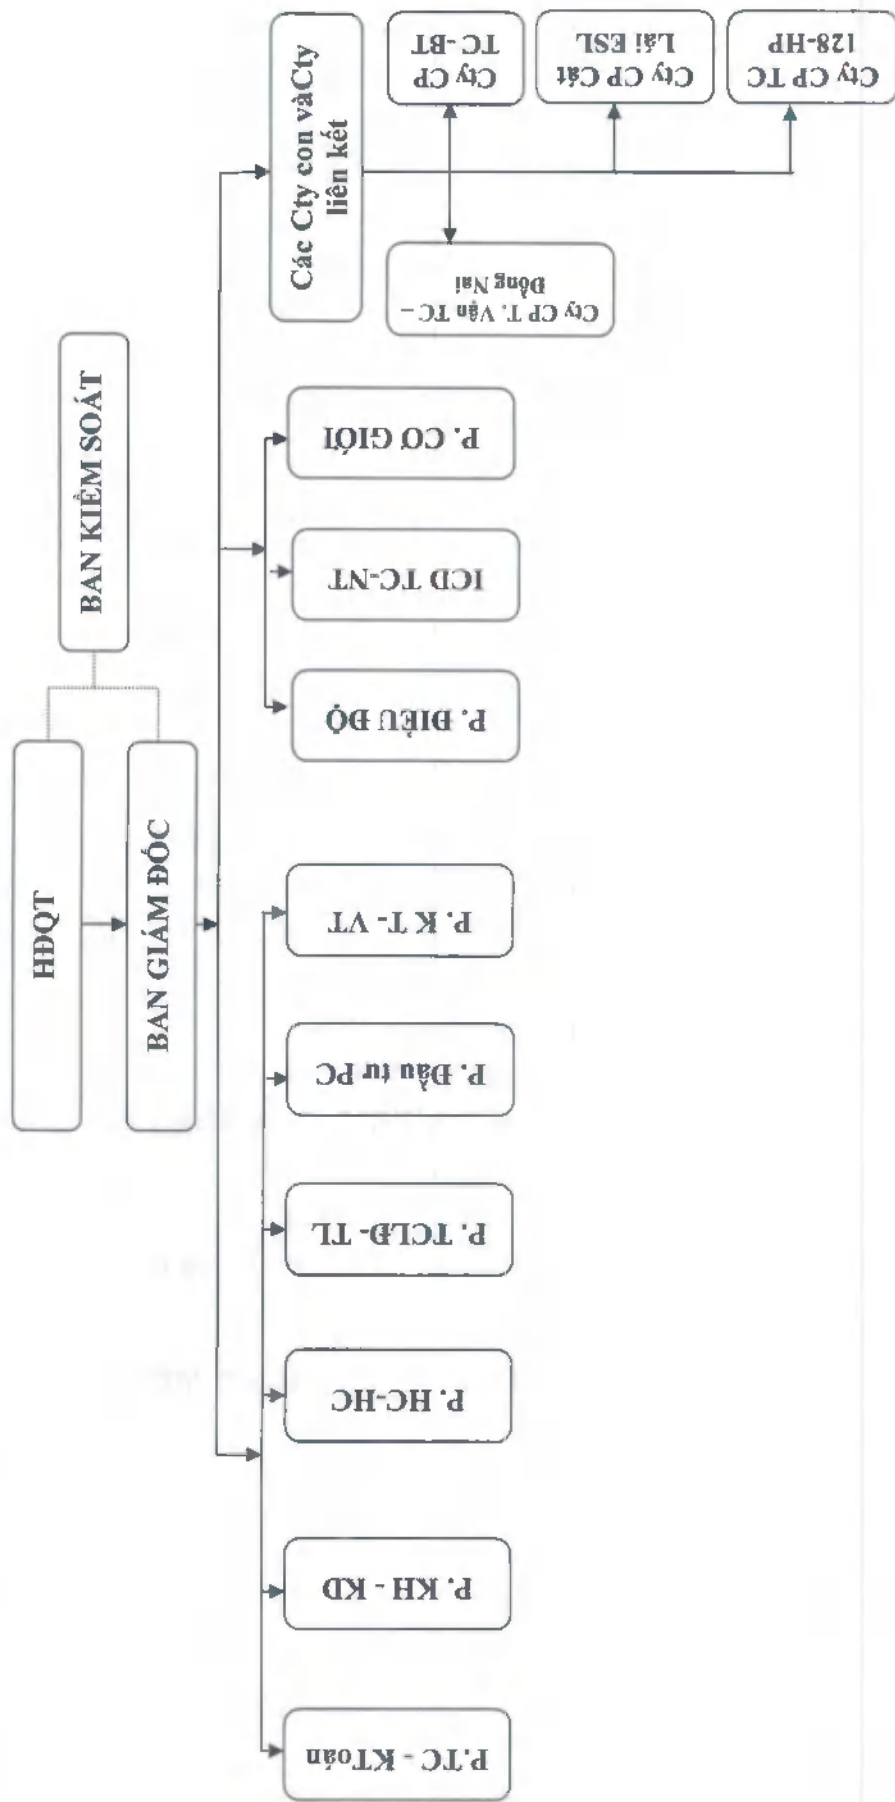 HĐQT
BAN KIỂM SOÁT
BAN GIÁM ĐỐC
P.TC - KToán
P. KH - KD
P. HC-HC
P. TCLĐ- TL
P. Đầu tư PC
P. K T- VT
P. ĐIỀU ĐỘ
ICD TC-NT
P. CƠ GIỚI
Các Cty con vàCty
liên kết
Cty CP T. Vận TC –
Đồng Nai
Cty CP
TC -BT
Cty CP Cát
Lái ESL
Cty CP TC
128-HP